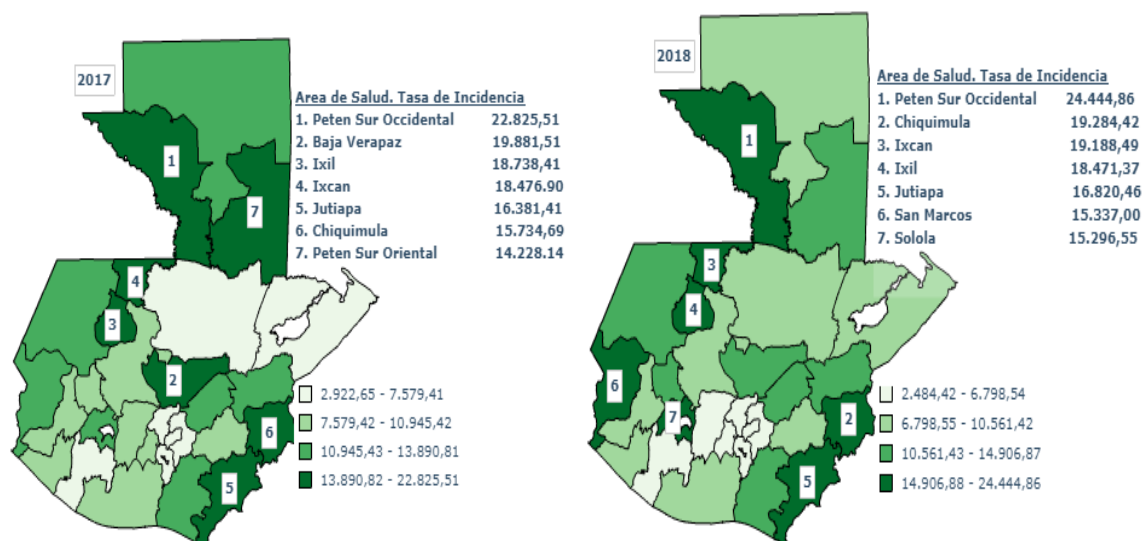 2017
Area de Salud. Tasa de Incidencia
1. Peten Sur Occidental 22.825,51
2. Baja Verapaz 19.881,51
3. Ixil 18.738,41
4. Ixcan 18.476.90
5. Jutiapa 16.381,41
6. Chiquimula 15.734,69
7. Peten Sur Oriental 14.228.14
1
7
4
3
2
6
5
2.922,65 - 7.579,41
7.579,42 - 10.945,42
10.945,43 - 13.890,81
13.890,82 - 22.825,51
2018
Area de Salud. Tasa de Incidencia
1. Peten Sur Occidental 24.444,86
2. Chiquimula 19.284,42
3. Ixcan 19.188,49
4. Ixil 18.471,37
5. Jutiapa 16.820,46
6. San Marcos 15.337,00
7. Solola 15.296,55
1
3
4
6
7
2
5
2.484,42 - 6.798,54
6.798,55 - 10.561,42
10.561,43 - 14.906,87
14.906,88 - 24.444,86